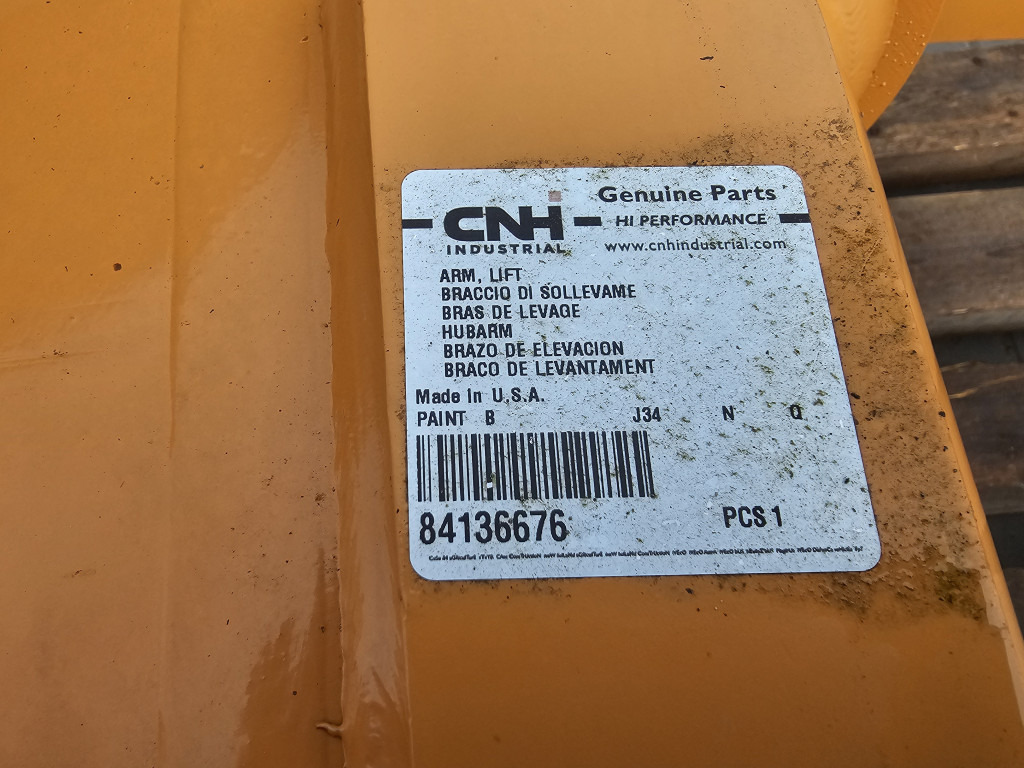 CNH
INDUSTRIAL
Genuine Parts
HI PERFORMANCE
www.cnhindustrial.com
ARM, LIFT
BRACCIO DI SOLLEVAME
BRAS DE LEVAGE
HUBARM
BRAZO DE ELEVACION
BRACO DE LEVANTAMENT
Made in U.S.A.
PAINT B J34 N Q
84136676 PCS 1